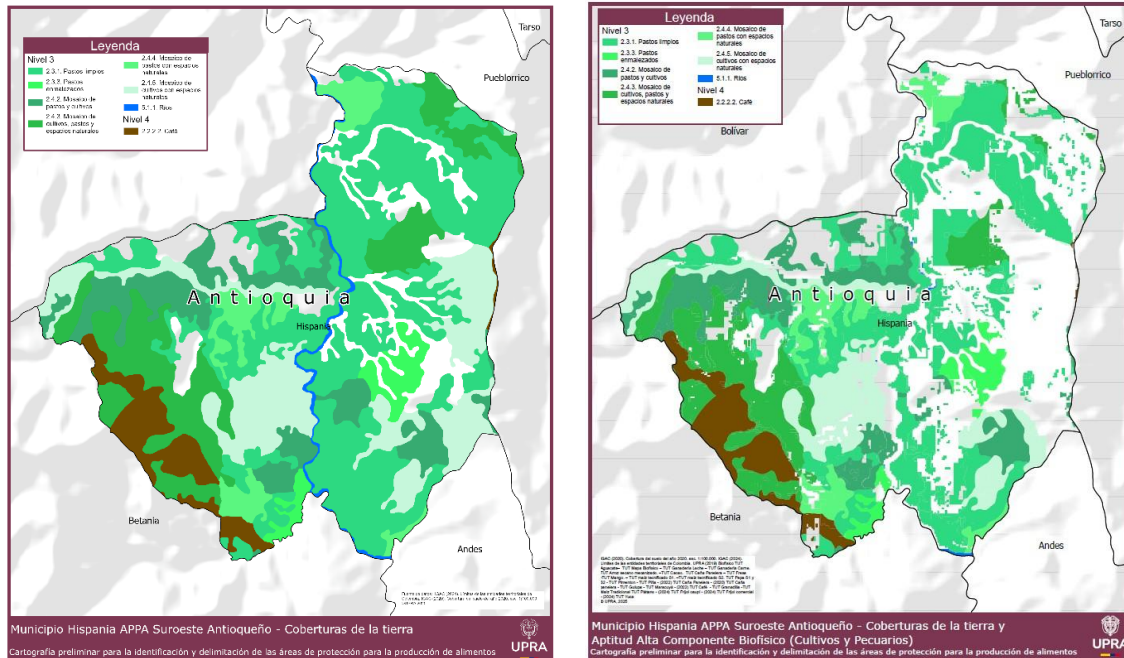 Tarso
Leyenda
Nivel 3
2.3.1. Pastos limpios
2.3.3. Pastos
enmalezados
2.4.2. Mosaico de
pastos y cultivos
2.4.3. Mosaico de
cultivos, pastos y
espacios naturales
2.4.4. Mosaico de
pastos con espacios
naturales
2.4.5. Mosaico de
cultivos con espacios
naturales
5.1.1. Ríos
Nivel 4
2.2.2.2. Café
Pueblorrico
Antioquia
Hispania
Betania
Andes
Municipio Hispania APPA Suroeste Antioqueño - Coberturas de la tierra
Cartografía preliminar para la identificación y delimitación de las áreas de protección para la producción de alimentos
UPRA
Tarso
Leyenda
Nivel 3
2.3.1. Pastos limpios
2.3.3. Pastos
enmalezados
2.4.2. Mosaico de
pastos y cultivos
2.4.3. Mosaico de
cultivos, pastos y
espacios naturales
2.4.4. Mosaico de
pastos con espacios
naturales
2.4.5. Mosaico de
cultivos con espacios
naturales
5.1.1. Ríos
Nivel 4
2.2.2.2. Café
Pueblorrico
Bolívar
Antioquia
Hispania
Betania
Andes
© UPRA, 2025
Municipio Hispania APPA Suroeste Antioqueño - Coberturas de la tierra y
Aptitud Alta Componente Biofísico (Cultivos y Pecuarios)
Cartografía preliminar para la identificación y delimitación de las áreas de protección para la producción de alimentos
UPRA